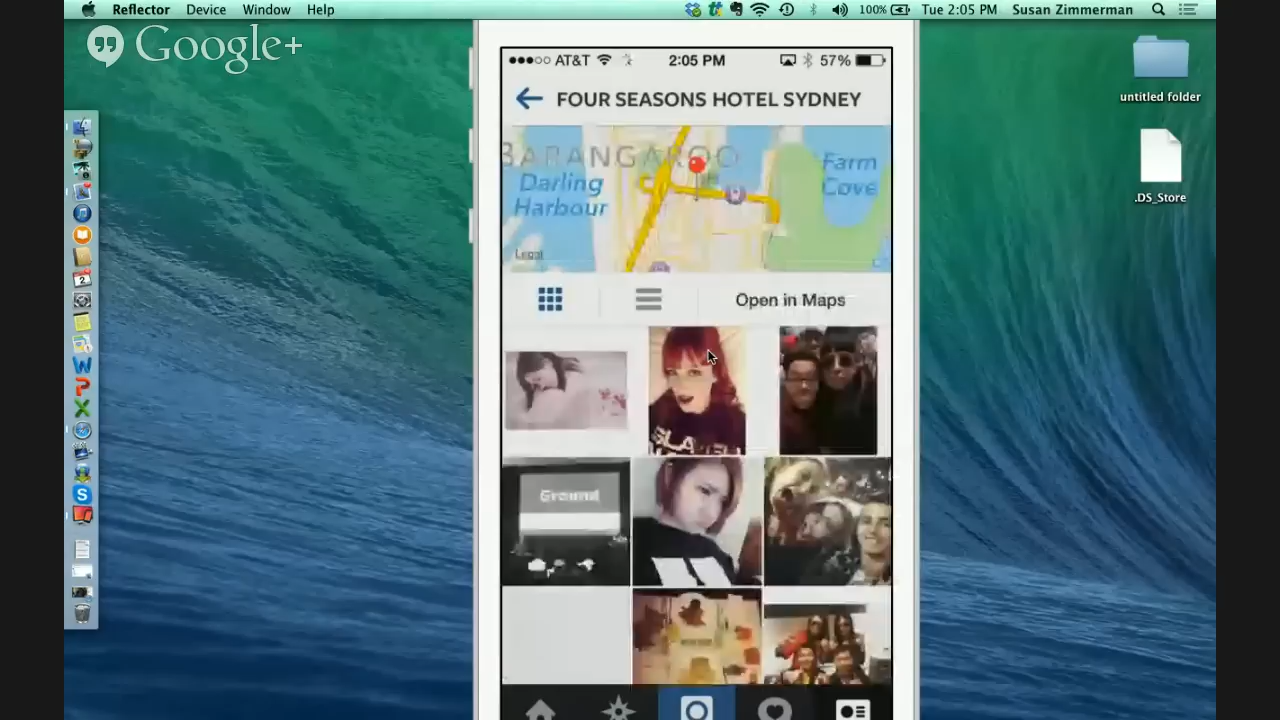 Reflector Device Window Help
100% Tue 2:05 PM Susan Zimmerman
Google+
untitled folder
.DS_Store
AT&T 2:05 PM 57%
FOUR SEASONS HOTEL SYDNEY
BARANGAROO
Darling
Harbour
Farm
Cove
Legal
Open in Maps
Ground
2